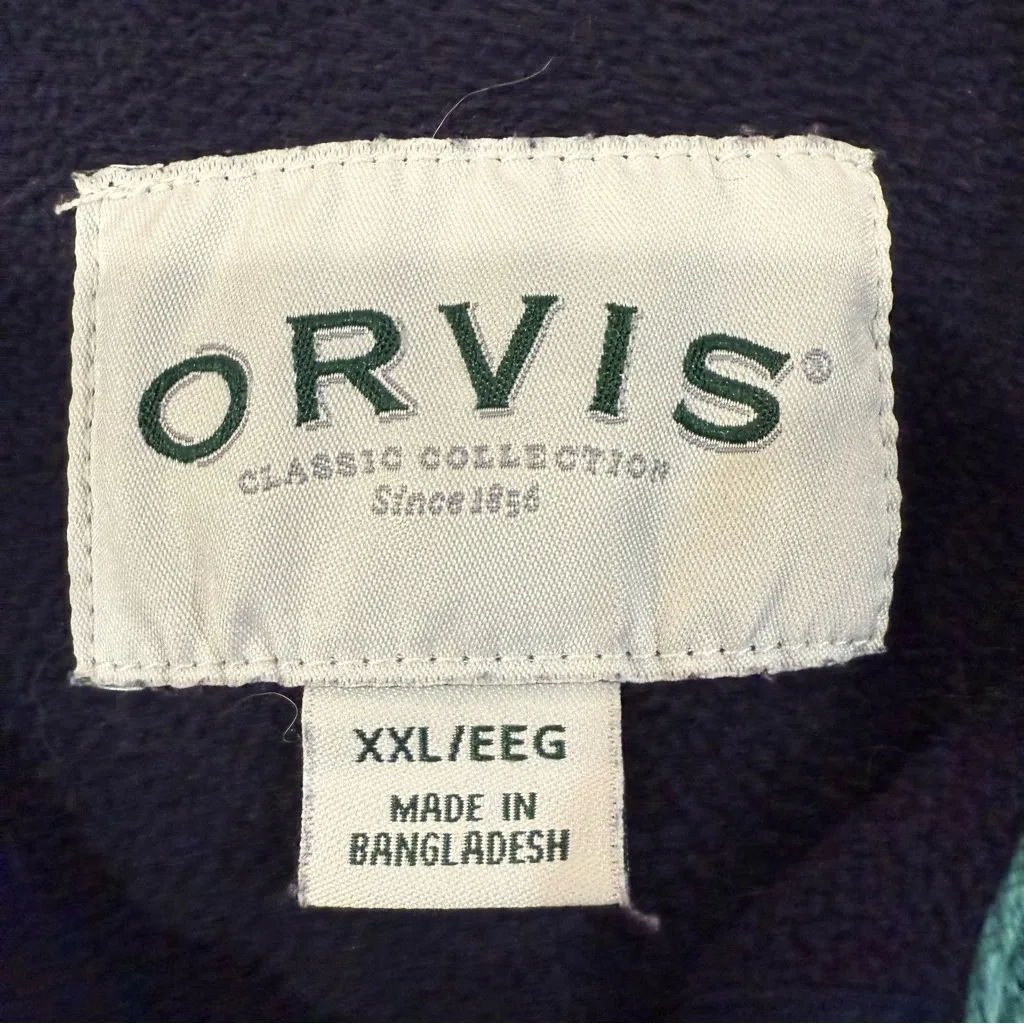 ORVIS®
CLASSIC COLLECTION
Since 1856
XXL/EEG
MADE IN
BANGLADESH